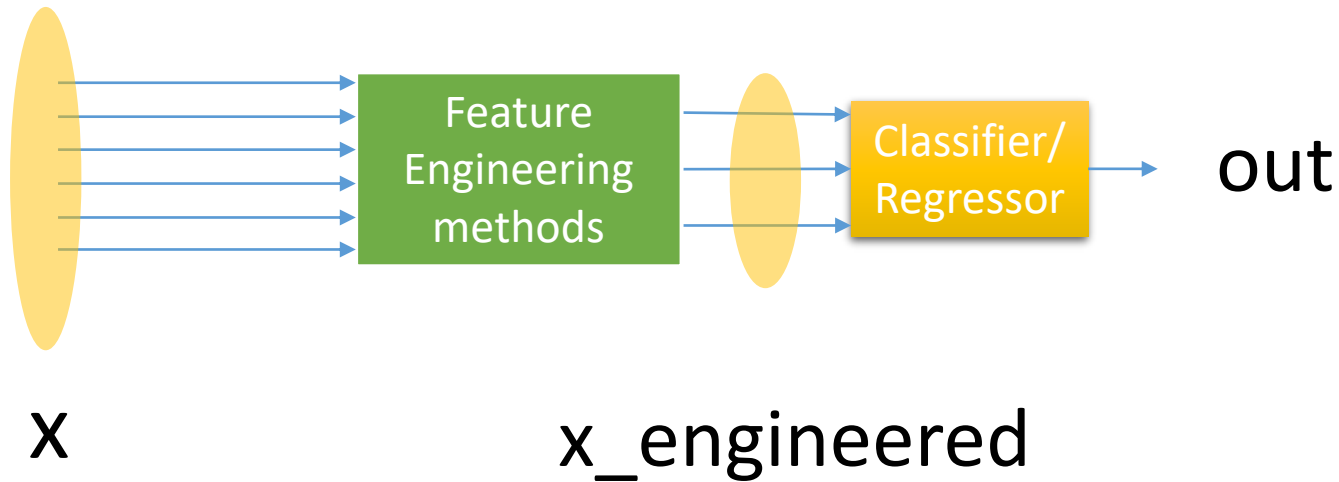 Feature
Engineering
methods
Classifier/
Regressor
out
x
x_engineered